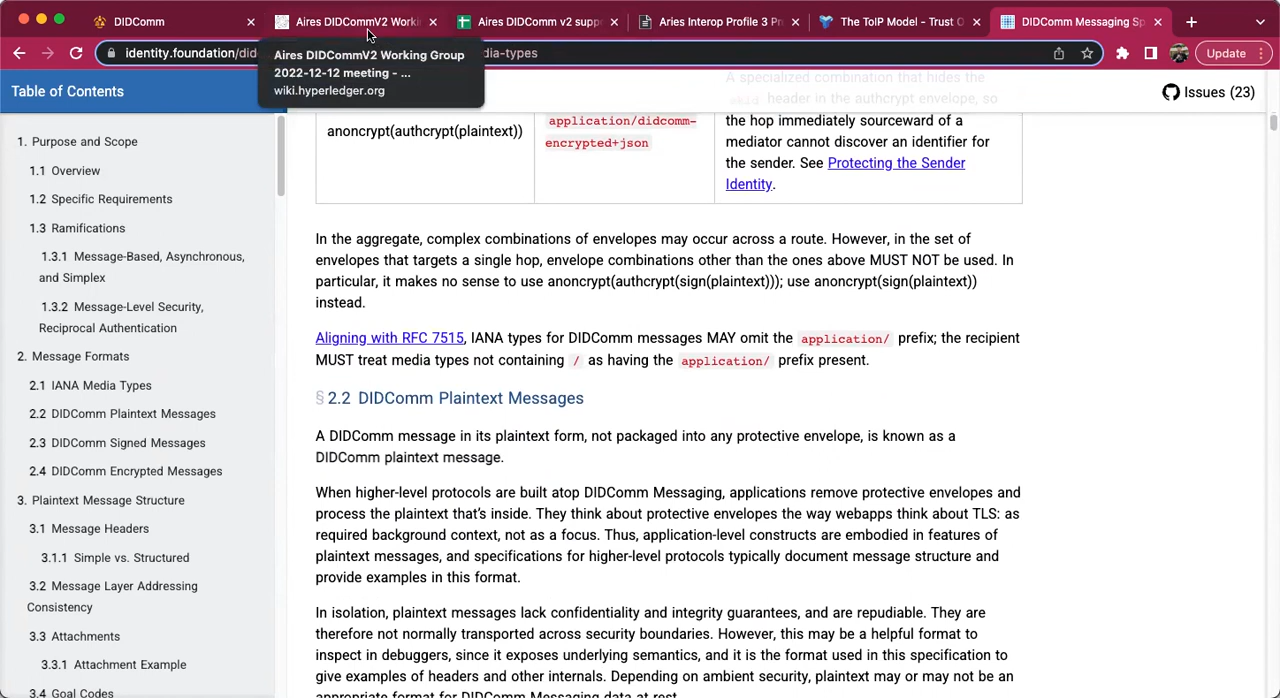 DIDComm
Aires DIDCommV2 Worki
Aries DIDComm v2 supp
Aries Interop Profile 3 Pr
The ToIP Model - Trust O
DIDComm Messaging Sp
identity.foundation/did
dia-types
Update
Aires DIDCommV2 Working Group
2022-12-12 meeting - ...
wiki.hyperledger.org
Table of Contents
Issues (23)
1. Purpose and Scope
1.1 Overview
1.2 Specific Requirements
1.3 Ramifications
1.3.1 Message-Based, Asynchronous,
and Simplex
1.3.2 Message-Level Security,
Reciprocal Authentication
2. Message Formats
2.1 IANA Media Types
2.2 DIDComm Plaintext Messages
2.3 DIDComm Signed Messages
2.4 DIDComm Encrypted Messages
3. Plaintext Message Structure
3.1 Message Headers
3.1.1 Simple vs. Structured
3.2 Message Layer Addressing
Consistency
3.3 Attachments
3.3.1 Attachment Example
3.4 Goal Codes
anoncrypt(authcrypt(plaintext))
application/didcomm-
encrypted+json
A specialized combination that hides the
skid header in the authcrypt envelope, so
the hop immediately sourceward of a
mediator cannot discover an identifier for
the sender. See Protecting the Sender
Identity.
In the aggregate, complex combinations of envelopes may occur across a route. However, in the set of
envelopes that targets a single hop, envelope combinations other than the ones above MUST NOT be used. In
particular, it makes no sense to use anoncrypt(authcrypt(sign(plaintext))); use anoncrypt(sign(plaintext))
instead.
Aligning with RFC 7515, IANA types for DIDComm messages MAY omit the application/ prefix; the recipient
MUST treat media types not containing / as having the application/ prefix present.
§ 2.2 DIDComm Plaintext Messages
A DIDComm message in its plaintext form, not packaged into any protective envelope, is known as a
DIDComm plaintext message.
When higher-level protocols are built atop DIDComm Messaging, applications remove protective envelopes and
process the plaintext that's inside. They think about protective envelopes the way webapps think about TLS: as
required background context, not as a focus. Thus, application-level constructs are embodied in features of
plaintext messages, and specifications for higher-level protocols typically document message structure and
provide examples in this format.
In isolation, plaintext messages lack confidentiality and integrity guarantees, and are repudiable. They are
therefore not normally transported across security boundaries. However, this may be a helpful format to
inspect in debuggers, since it exposes underlying semantics, and it is the format used in this specification to
give examples of headers and other internals. Depending on ambient security, plaintext may or may not be an
appropriate format for DIDComm Messaging data at rest.